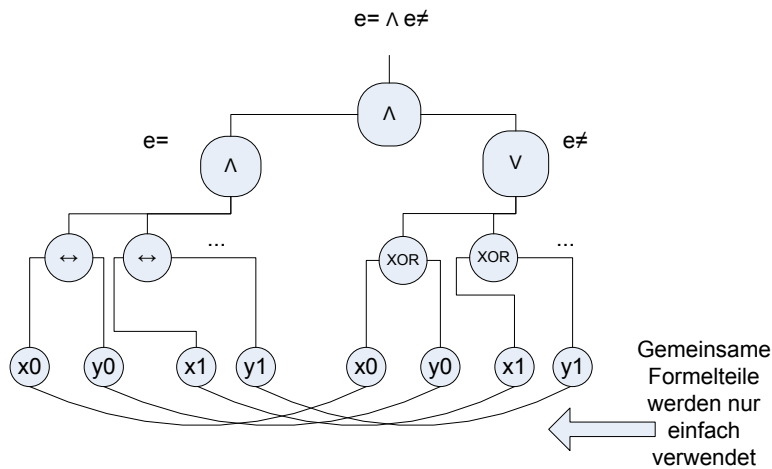 e= ∧ e≠
∧
e=
∧
∨
e≠
↔
↔
...
XOR
XOR
...
x0
y0
x1
y1
x0
y0
x1
y1
Gemeinsame
Formelteile
werden nur
einfach
verwendet